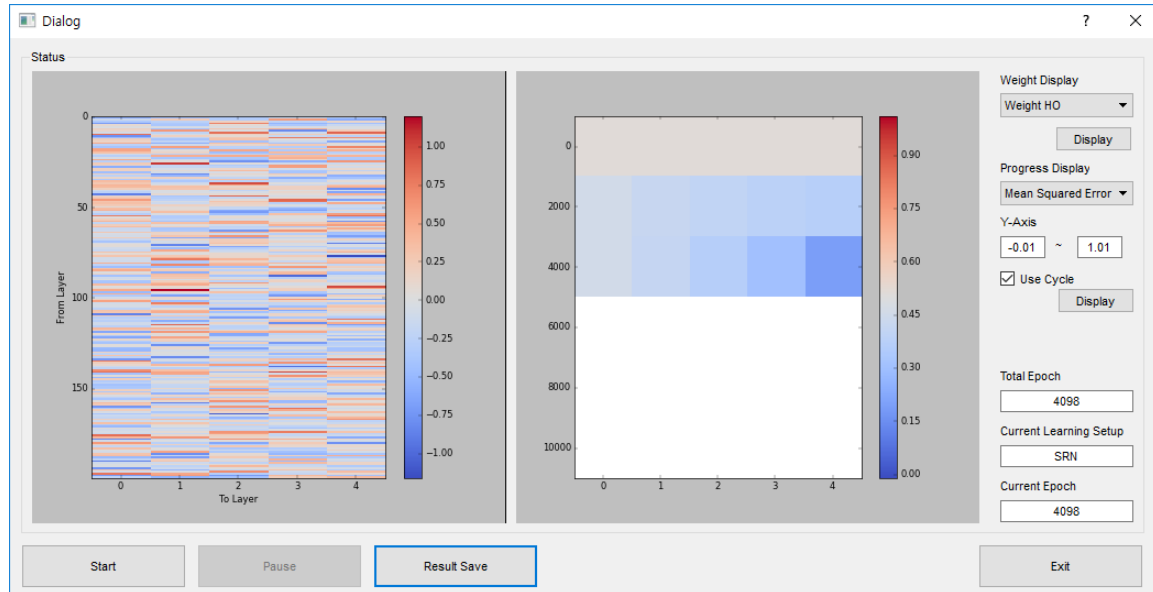 Dialog
?
Status
0
50
100
150
From Layer
0 1 2 3 4
To Layer
1.00
0.75
0.50
0.25
0.00
−0.25
−0.50
−0.75
−1.00
0
2000
4000
6000
8000
10000
0 1 2 3 4
0.90
0.75
0.60
0.45
0.30
0.15
0.00
Weight Display
Weight HO
Display
Progress Display
Mean Squared Error
Y-Axis
-0.01 ~ 1.01
Use Cycle
Display
Total Epoch
4098
Current Learning Setup
SRN
Current Epoch
4098
Start Pause Result Save Exit